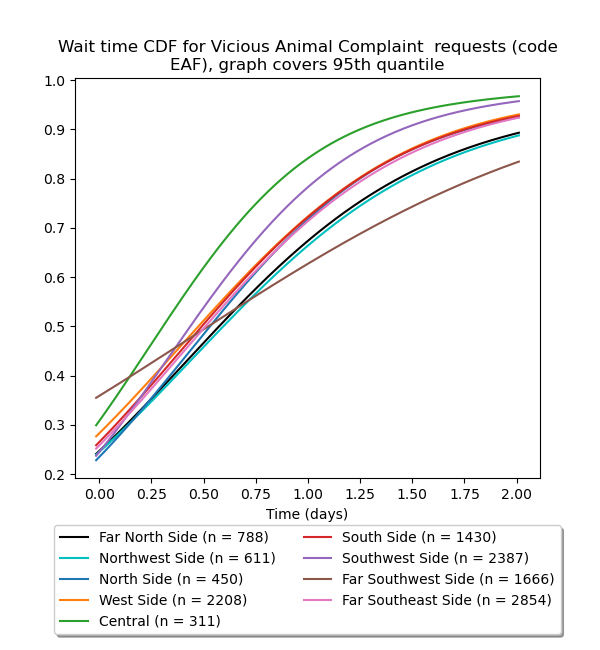 Wait time CDF for Vicious Animal Complaint  requests (code
EAF), graph covers 95th quantile
1.0
0.9
0.8
0.7
0.6
0.5
0.4
0.3
0.2
0.00 0.25 0.50 0.75 1.00 1.25 1.50 1.75 2.00
Time (days)
Far North Side (n = 788)
Northwest Side (n = 611)
North Side (n = 450)
West Side (n = 2208)
Central (n = 311)
South Side (n = 1430)
Southwest Side (n = 2387)
Far Southwest Side (n = 1666)
Far Southeast Side (n = 2854)